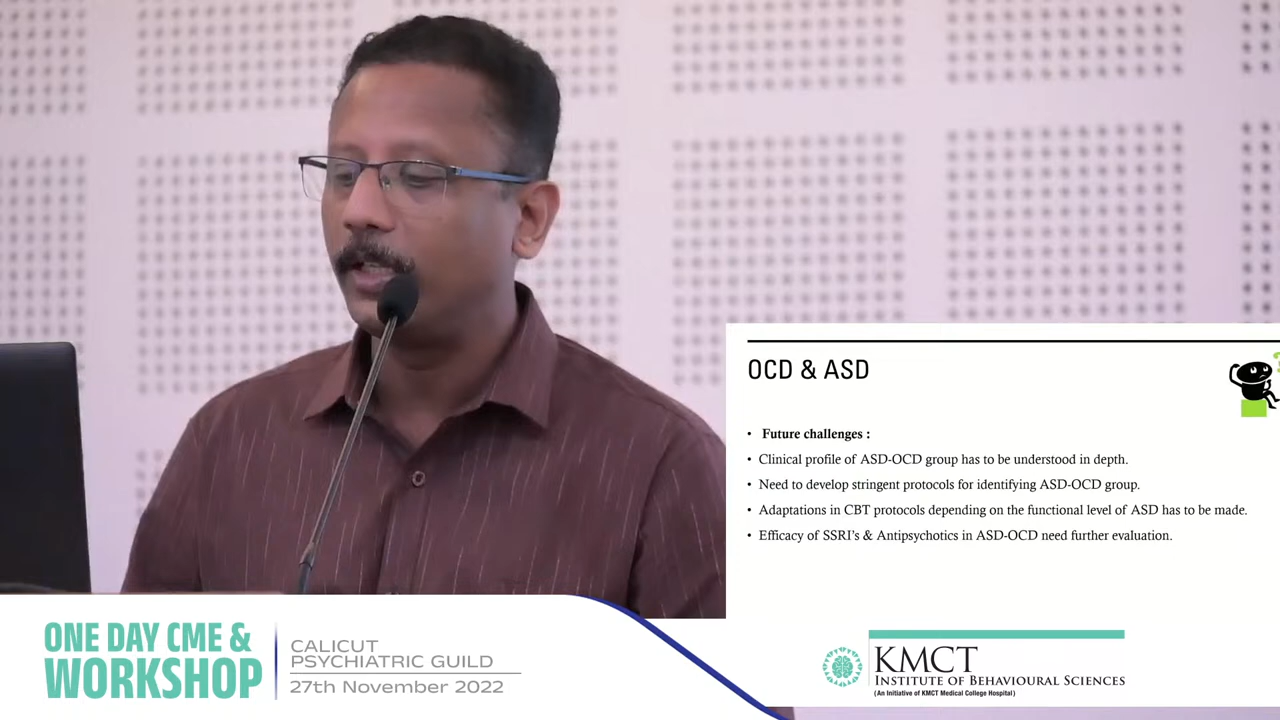 OCD & ASD
• Future challenges :
• Clinical profile of ASD-OCD group has to be understood in depth.
• Need to develop stringent protocols for identifying ASD-OCD group.
• Adaptations in CBT protocols depending on the functional level of ASD has to be made.
• Efficacy of SSRI's & Antipsychotics in ASD-OCD need further evaluation.
ONE DAY CME &
WORKSHOP
CALICUT
PSYCHIATRIC GUILD
27th November 2022
KMCT
INSTITUTE OF BEHAVIOURAL SCIENCES
(An Initiative of KMCT Medical College Hospital)